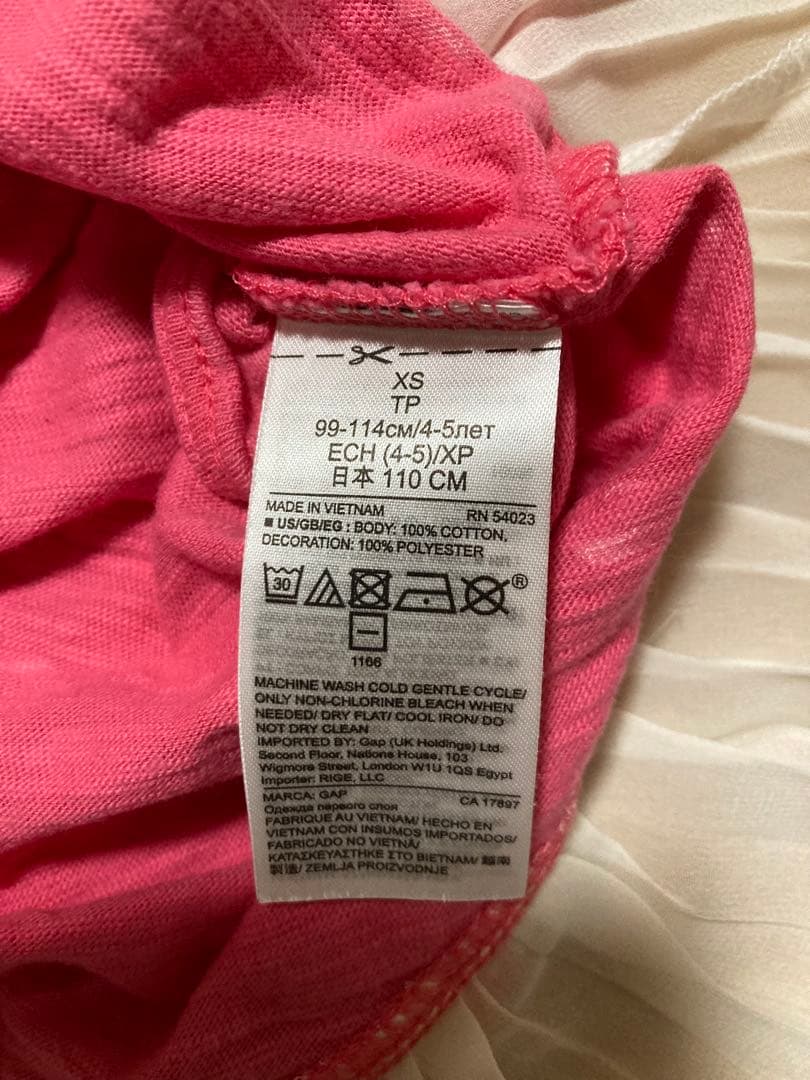 XS
TP
99-114см/4-5лет
ECH (4-5)/XP
日本 110 CM
MADE IN VIETNAM RN 54023
■ US/GB/EG : BODY: 100% COTTON,
DECORATION: 100% POLYESTER
30 ®
1166
MACHINE WASH COLD GENTLE CYCLE/
ONLY NON-CHLORINE BLEACH WHEN
NEEDED/ DRY FLAT/ COOL IRON/ DO
NOT DRY CLEAN
IMPORTED BY: Gap (UK Holdings) Ltd.
Second Floor, Nations House, 103
Wigmore Street, London W1U 1QS Egypt
Importer: RIGE, LLC
MARCA: GAP CA 17897
Одежда первого слоя
FABRIQUE AU VIETNAM/ HECHO EN
VIETNAM CON INSUMOS IMPORTADOS/
FABRICADO NO VIETNÃ/
ΚΑΤΑΣΚΕΥΑΣΤΗΚΕ ΣΤΟ ΒΙΕΤΝΑΜ/ 越南
製造/ ZEMLJA PROIZVODNJE